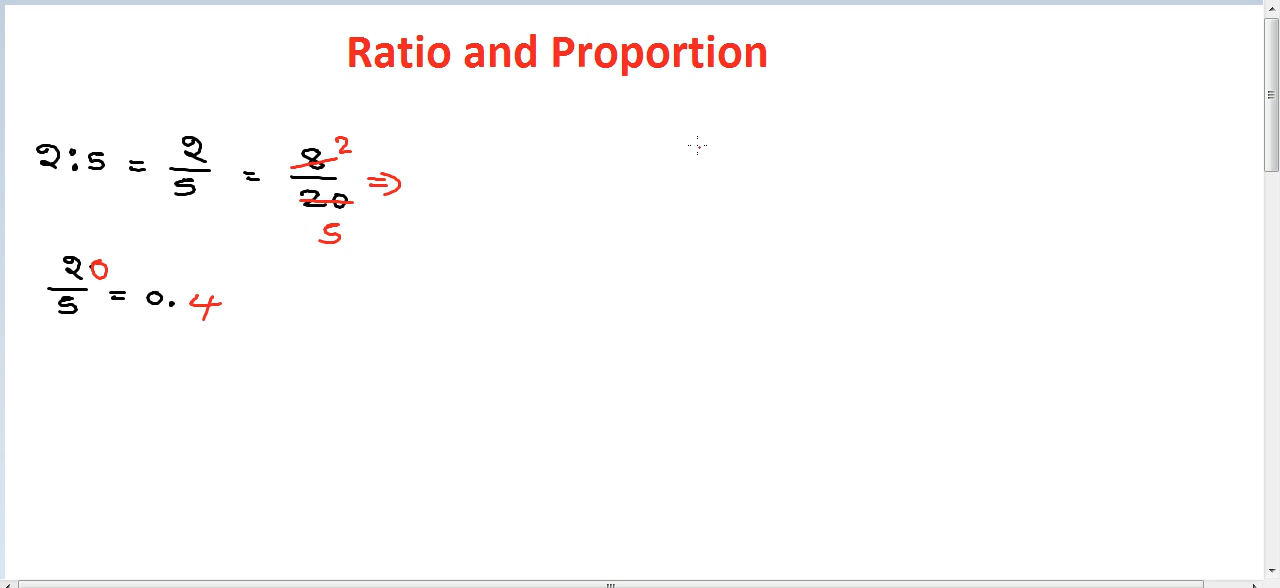 Ratio and Proportion
2:5 = 2/5 = 8/20 2 5 ⇒
20/5 = 0.4